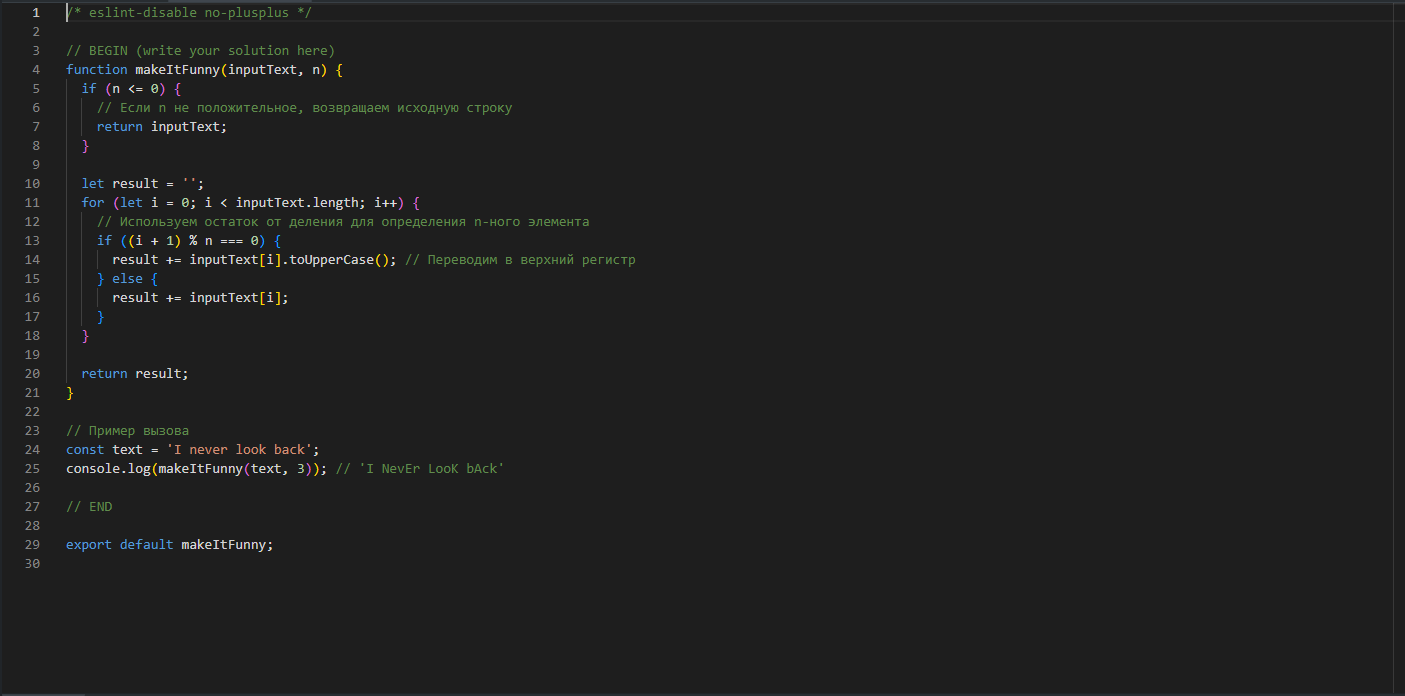 1 /* eslint-disable no-plusplus */
2
3 // BEGIN (write your solution here)
4 function makeItFunny(inputText, n) {
5   if (n <= 0) {
6     // Если n не положительное, возвращаем исходную строку
7     return inputText;
8   }
9
10   let result = '';
11   for (let i = 0; i < inputText.length; i++) {
12     // Используем остаток от деления для определения n-ного элемента
13     if ((i + 1) % n === 0) {
14       result += inputText[i].toUpperCase(); // Переводим в верхний регистр
15     } else {
16       result += inputText[i];
17     }
18   }
19
20   return result;
21 }
22
23 // Пример вызова
24 const text = 'I never look back';
25 console.log(makeItFunny(text, 3)); // 'I NevEr LooK bAck'
26
27 // END
28
29 export default makeItFunny;
30